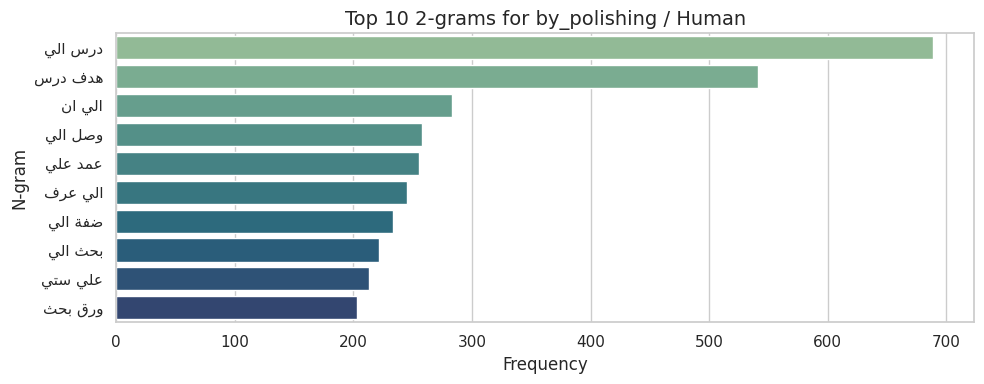 Top 10 2-grams for by_polishing / Human
N-gram
درس الي
هدف درس
الي ان
وصل الي
عمد علي
الي عرف
ضفة الي
بحث الي
علي ستي
ورق بحث
0 100 200 300 400 500 600 700
Frequency